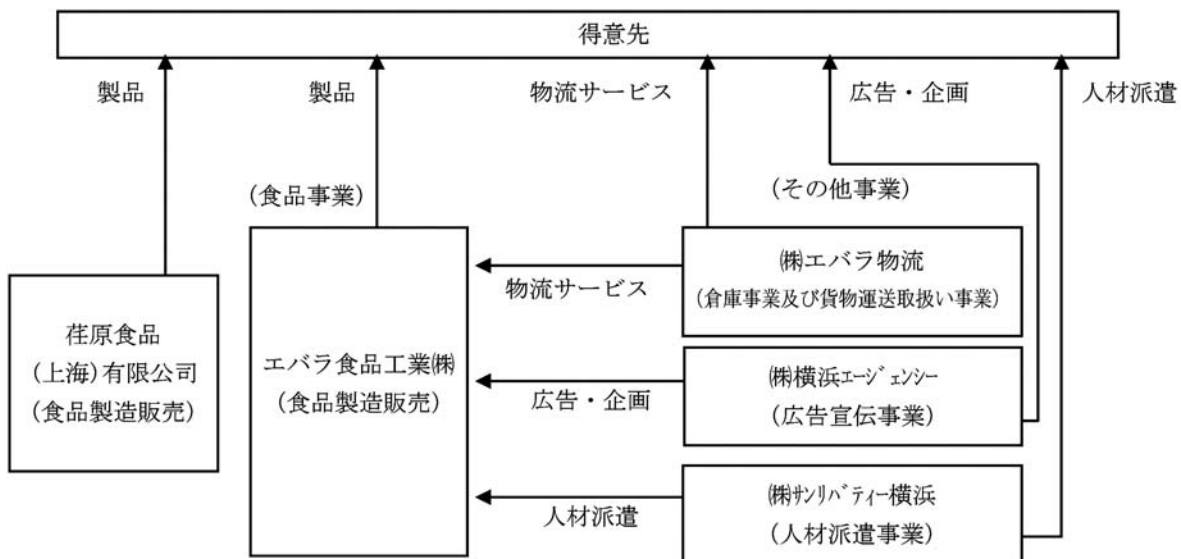 得意先
製品
製品
物流サービス
広告・企画
人材派遣
(食品事業)
(その他事業)
荏原食品
(上海)有限公司
(食品製造販売)
エバラ食品工業㈱
(食品製造販売)
物流サービス
㈱エバラ物流
(倉庫事業及び貨物運送取扱い事業)
広告・企画
㈱横浜ｴｰｼﾞｪﾝｼｰ
(広告宣伝事業)
人材派遣
㈱ｻﾝﾘﾊﾞﾃｨー横浜
(人材派遣事業)